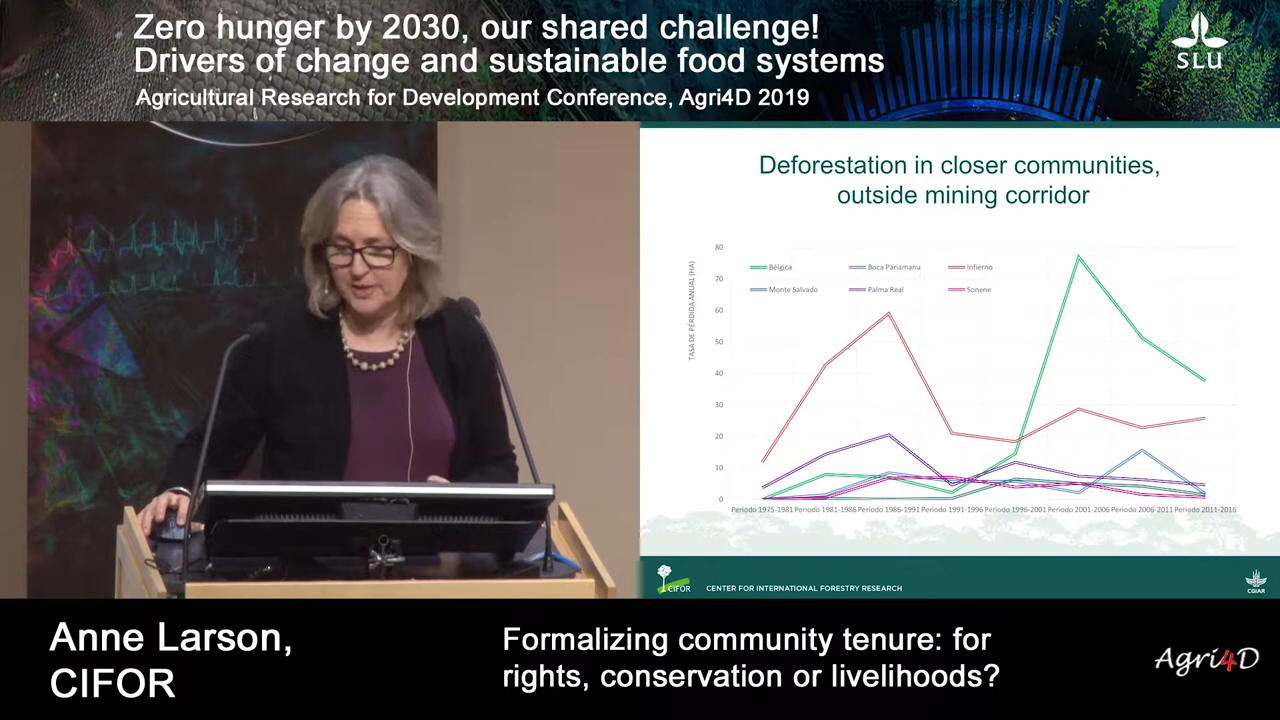 Zero hunger by 2030, our shared challenge!
Drivers of change and sustainable food systems
Agricultural Research for Development Conference, Agri4D 2019
SLU
Deforestation in closer communities,
outside mining corridor
TASA DE PÉRDIDA ANUAL (HA)
80
70
60
50
40
30
20
10
0
Bélgica
Boca Pariamanu
Infierno
Monte Salvado
Palma Real
Sonene
Periodo 1975-1981 Periodo 1981-1986 Periodo 1986-1991 Periodo 1991-1996 Periodo 1996-2001 Periodo 2001-2006 Periodo 2006-2011 Periodo 2011-2016
CIFOR
CENTER FOR INTERNATIONAL FORESTRY RESEARCH
CGIAR
Anne Larson,
CIFOR
Formalizing community tenure: for
rights, conservation or livelihoods?
Agri4D